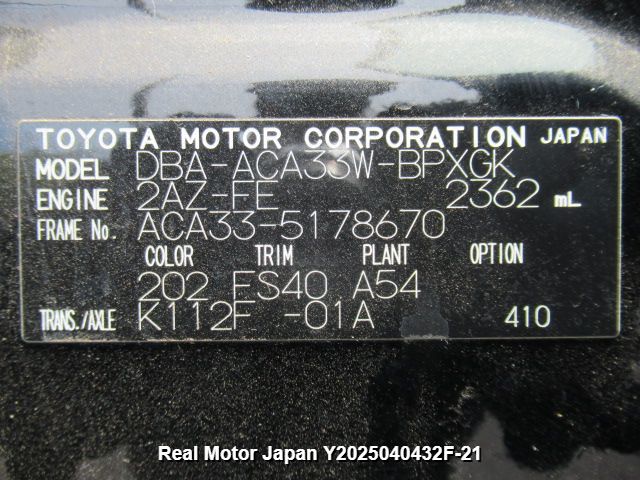 TOYOTA MOTOR CORPORATION JAPAN
MODEL DBA-ACA33W-BPXGK
ENGINE 2AZ-FE 2362 mL
FRAME No. ACA33-5178670
COLOR TRIM PLANT OPTION
202 FS40 A54
TRANS./AXLE K112F -01A 410
Real Motor Japan Y2025040432F-21